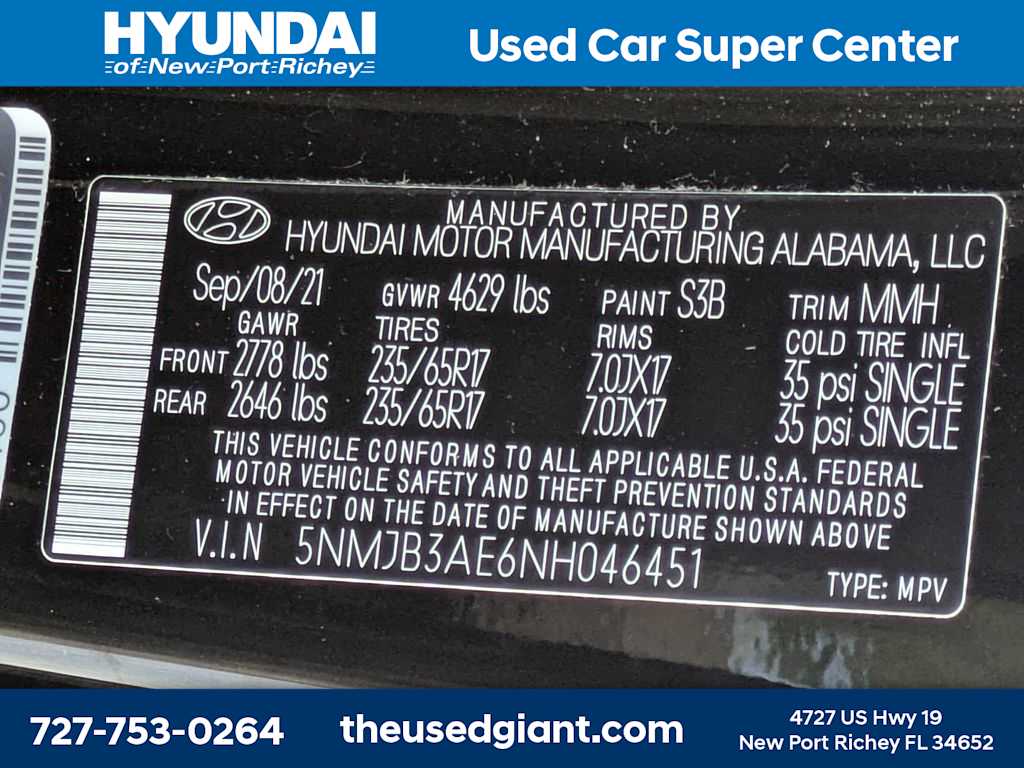 HYUNDAI
of New Port Richey
Used Car Super Center
MANUFACTURED BY
HYUNDAI MOTOR MANUFACTURING ALABAMA, LLC
Sep/08/21 GVWR 4629 lbs PAINT S3B TRIM MMH
GAWR TIRES RIMS COLD TIRE INFL
FRONT 2778 lbs 235/65R17 7.0JX17 35 psi SINGLE
REAR 2646 lbs 235/65R17 7.0JX17 35 psi SINGLE
THIS VEHICLE CONFORMS TO ALL APPLICABLE U.S.A. FEDERAL
MOTOR VEHICLE SAFETY AND THEFT PREVENTION STANDARDS
IN EFFECT ON THE DATE OF MANUFACTURE SHOWN ABOVE
V.I.N 5NMJB3AE6NH046451
TYPE: MPV
727-753-0264
theusedgiant.com
4727 US Hwy 19
New Port Richey FL 34652